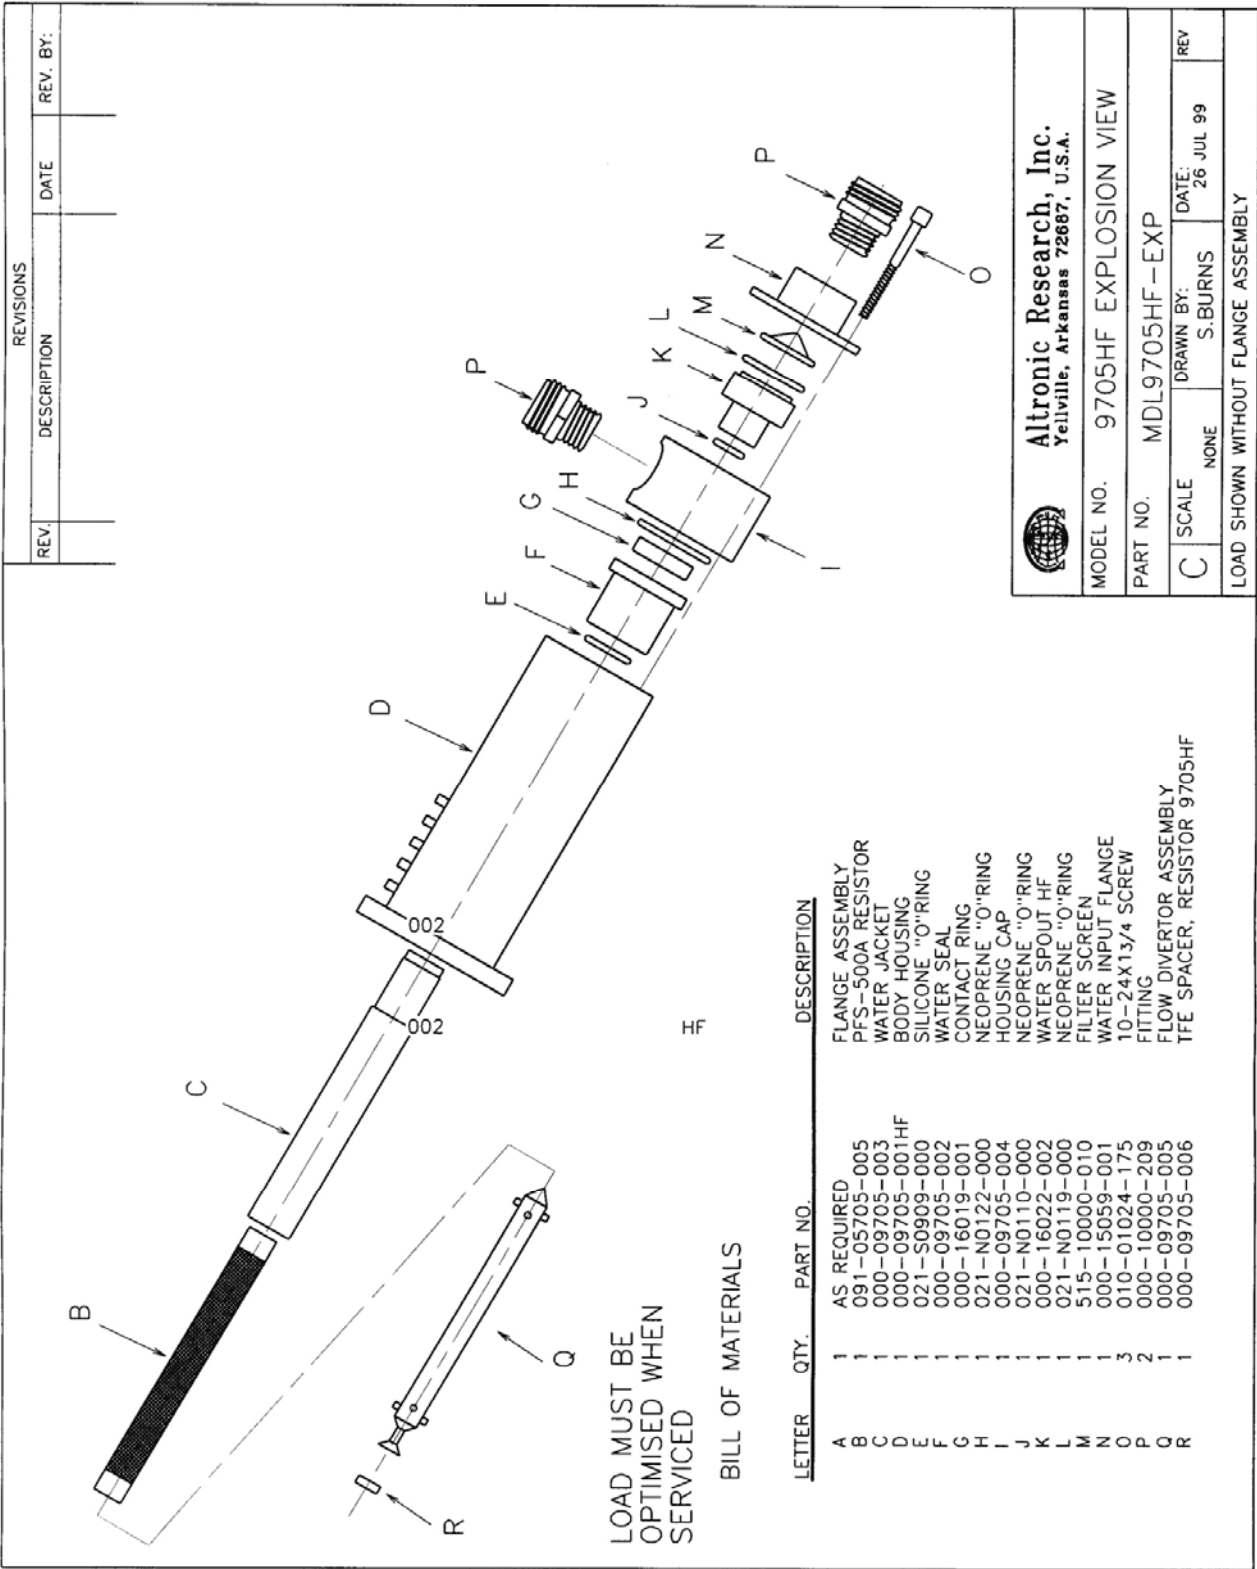 REVISIONS
REV. DESCRIPTION DATE REV. BY:
B
C
002
002
D
E
F
G
H
I
P
J
K
L
M
N
P
O
Q
R
HF
LOAD MUST BE
OPTIMISED WHEN
SERVICED
BILL OF MATERIALS
LETTER QTY. PART NO. DESCRIPTION
A 1 AS REQUIRED FLANGE ASSEMBLY
B 1 091-05705-005 PFS-500A RESISTOR
C 1 000-09705-003 WATER JACKET
D 1 000-09705-001HF BODY HOUSING
E 1 021-S0909-000 SILICONE "O"RING
F 1 000-09705-002 WATER SEAL
G 1 000-16019-001 CONTACT RING
H 1 021-N0122-000 NEOPRENE "O"RING
I 1 000-09705-004 HOUSING CAP
J 1 021-N0110-000 NEOPRENE "O"RING
K 1 000-16022-002 WATER SPOUT HF
L 1 021-N0119-000 NEOPRENE "O"RING
M 1 515-10000-010 FILTER SCREEN
N 1 000-15059-001 WATER INPUT FLANGE
O 3 010-01024-175 10-24X13/4 SCREW
P 2 000-10000-209 FITTING
Q 1 000-09705-005 FLOW DIVERTOR ASSEMBLY
R 1 000-09705-006 TFE SPACER, RESISTOR 9705HF
Altronic Research, Inc.
Yellville, Arkansas 72687, U.S.A.
MODEL NO. 9705HF EXPLOSION VIEW
PART NO. MDL9705HF-EXP
C SCALE NONE DRAWN BY: S.BURNS DATE: 26 JUL 99 REV
LOAD SHOWN WITHOUT FLANGE ASSEMBLY